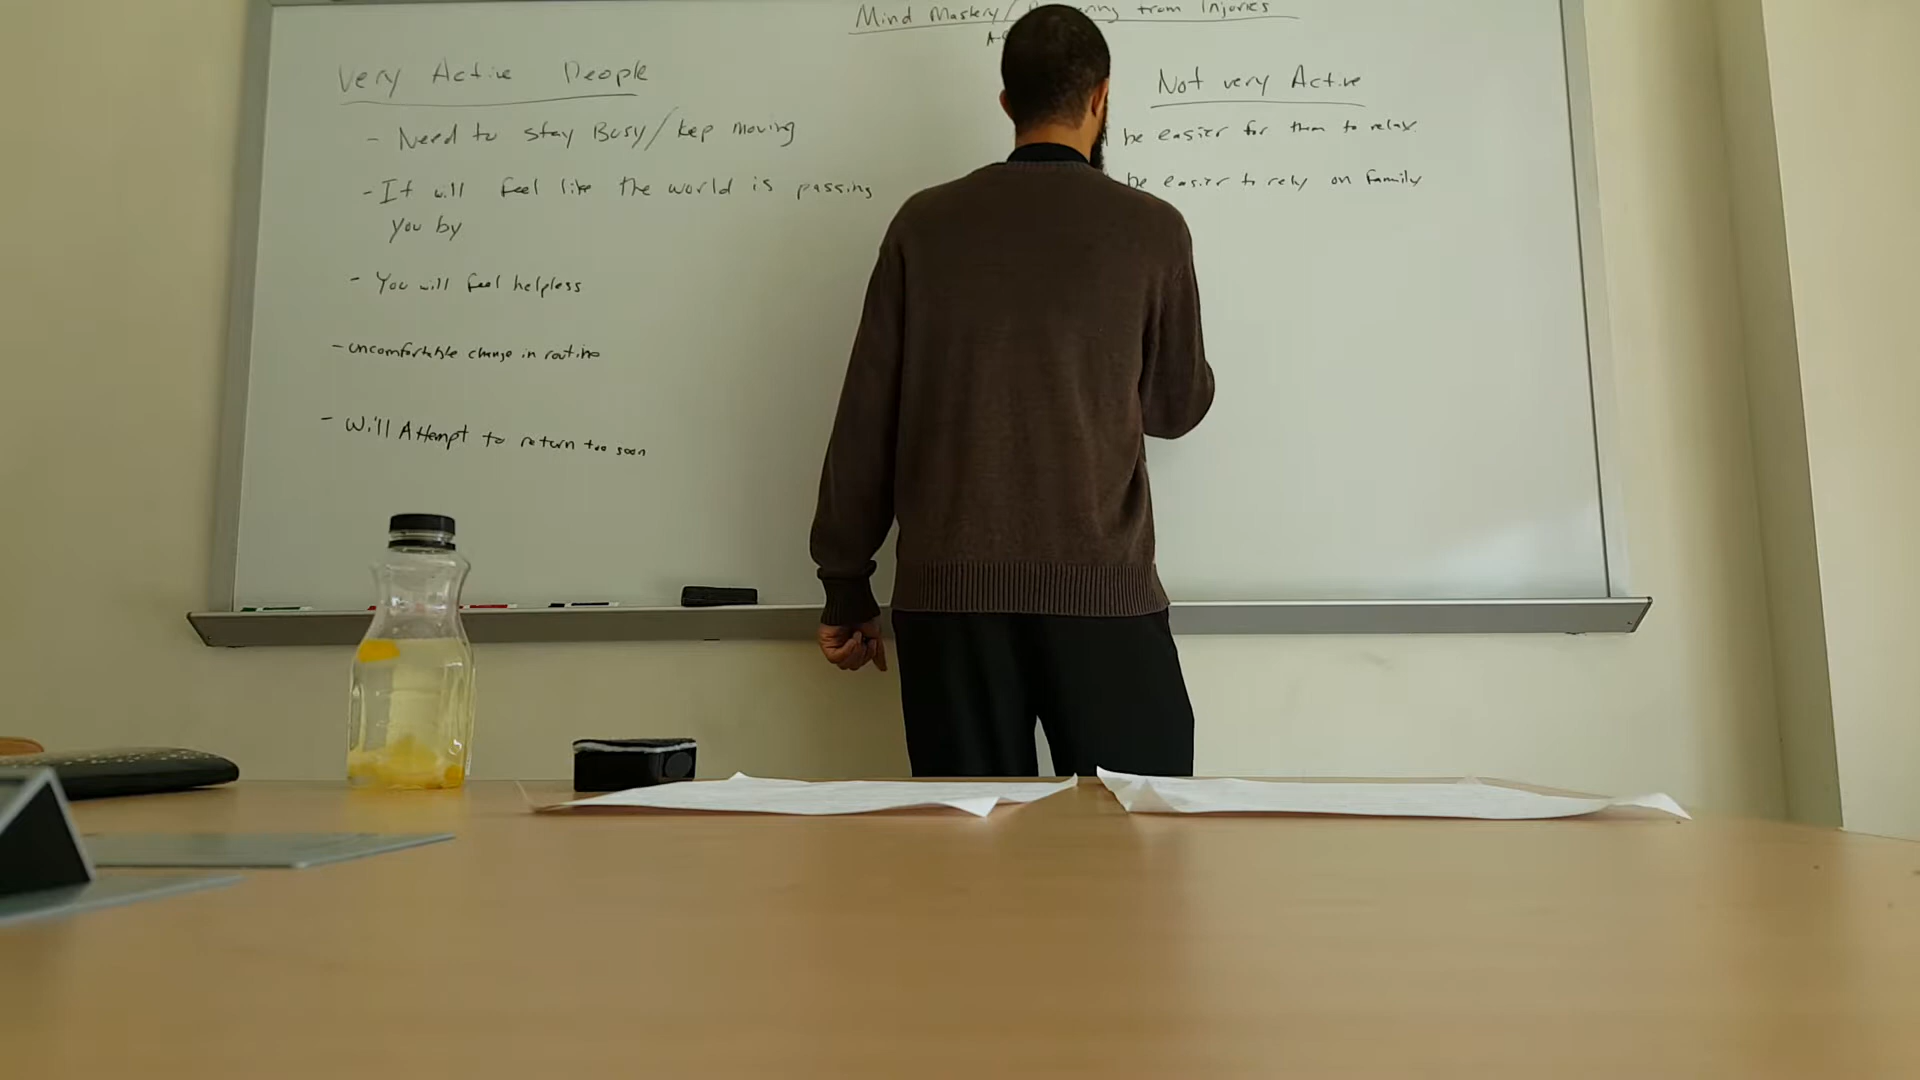 Mind Mastery/ from Injuries
Very Active People
- Need to stay Busy/kep moving
- It will feel like the world is passing
you by
- You will feel helpless
- uncomfortable change in routine
- Will Attempt to return too soon
Not very Active
be easier for them to relax
be easier to rely on family